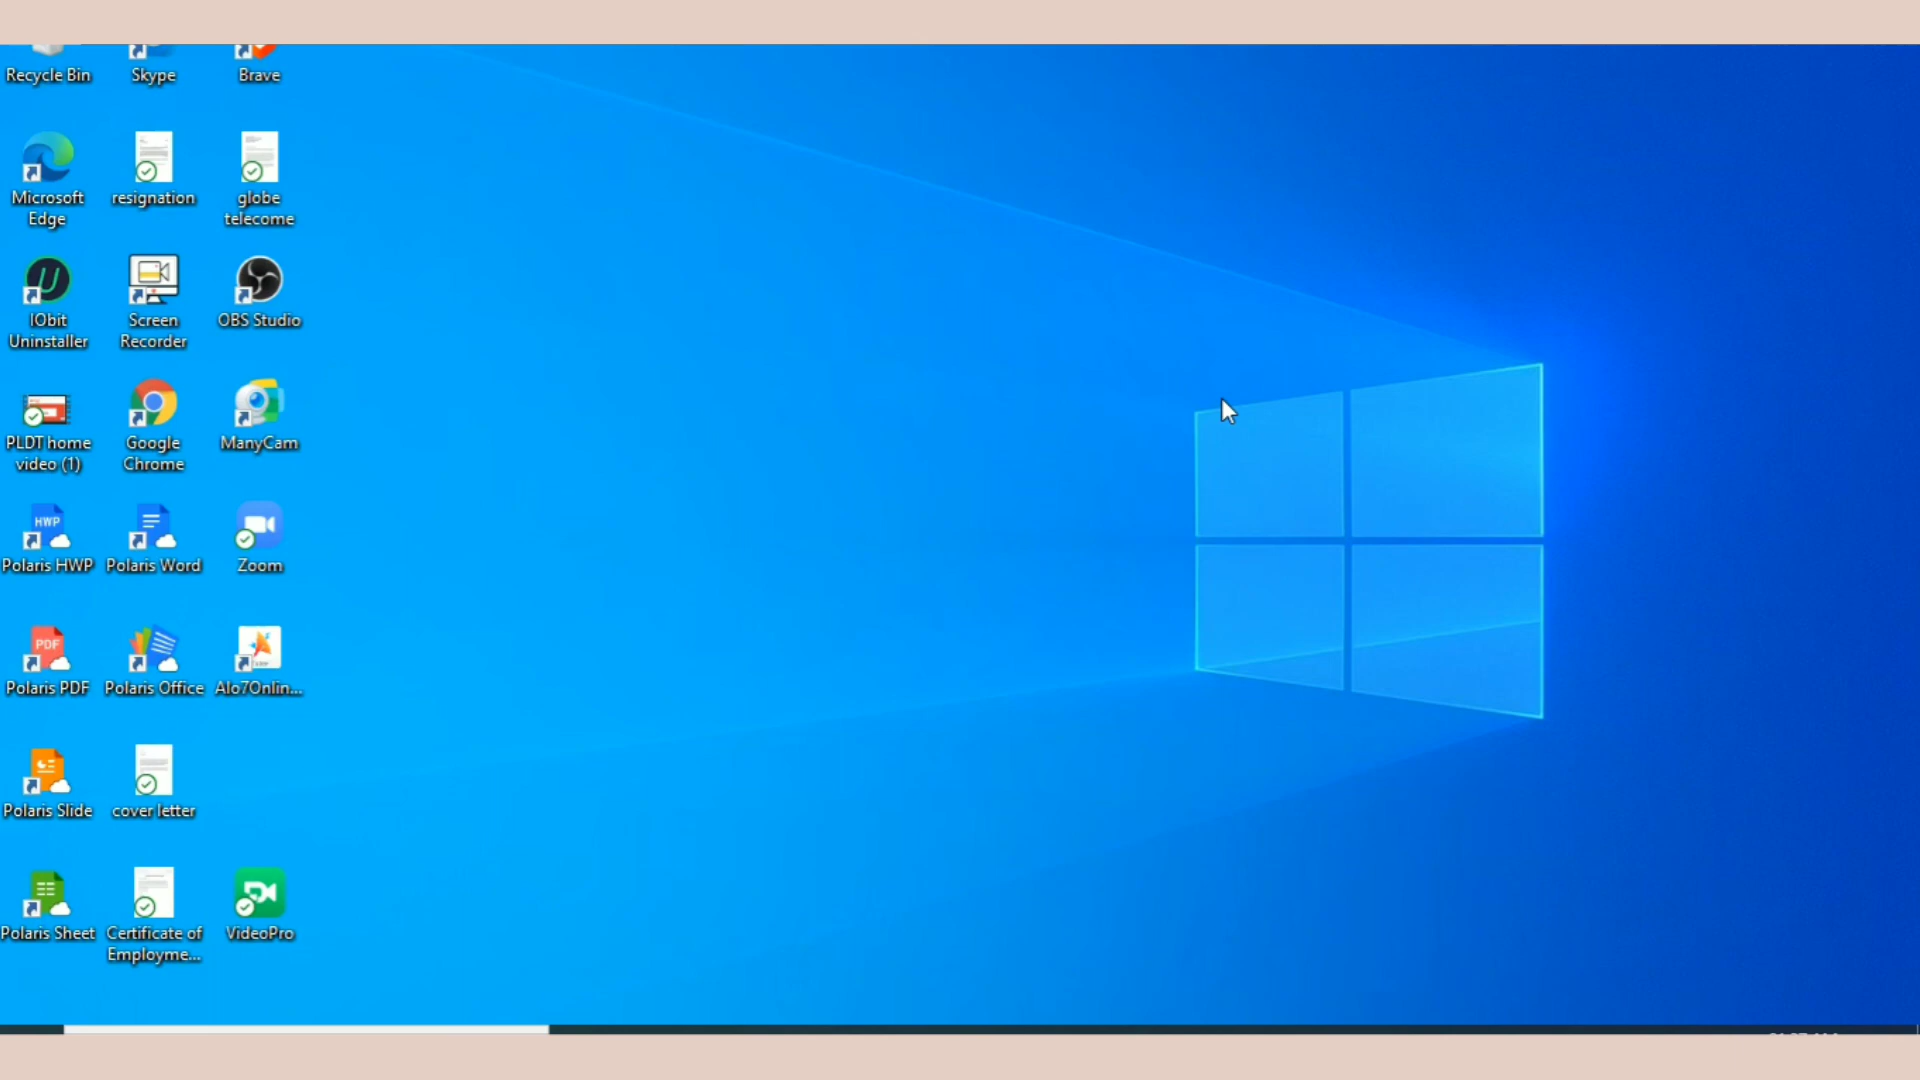 Recycle Bin
Skype
Brave
Microsoft
Edge
resignation
globe
telecome
IObit
Uninstaller
Screen
Recorder
OBS Studio
PLDT home
video (1)
Google
Chrome
ManyCam
HWP
Polaris HWP
Polaris Word
Zoom
PDF
Polaris PDF
Polaris Office
Alo7Onlin...
Polaris Slide
cover letter
Polaris Sheet
Certificate of
Employme...
VideoPro